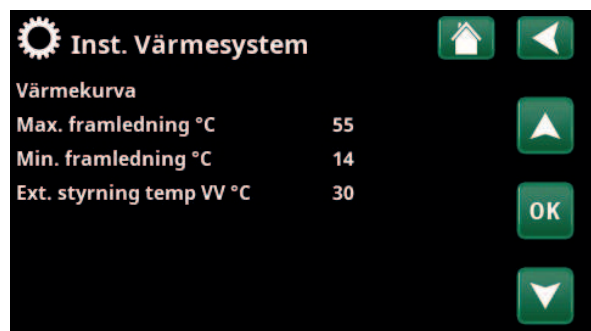 Inst. Värmesystem
Värmekurva
Max. framledning °C 55
Min. framledning °C 14
Ext. styrning temp VV °C 30
OK